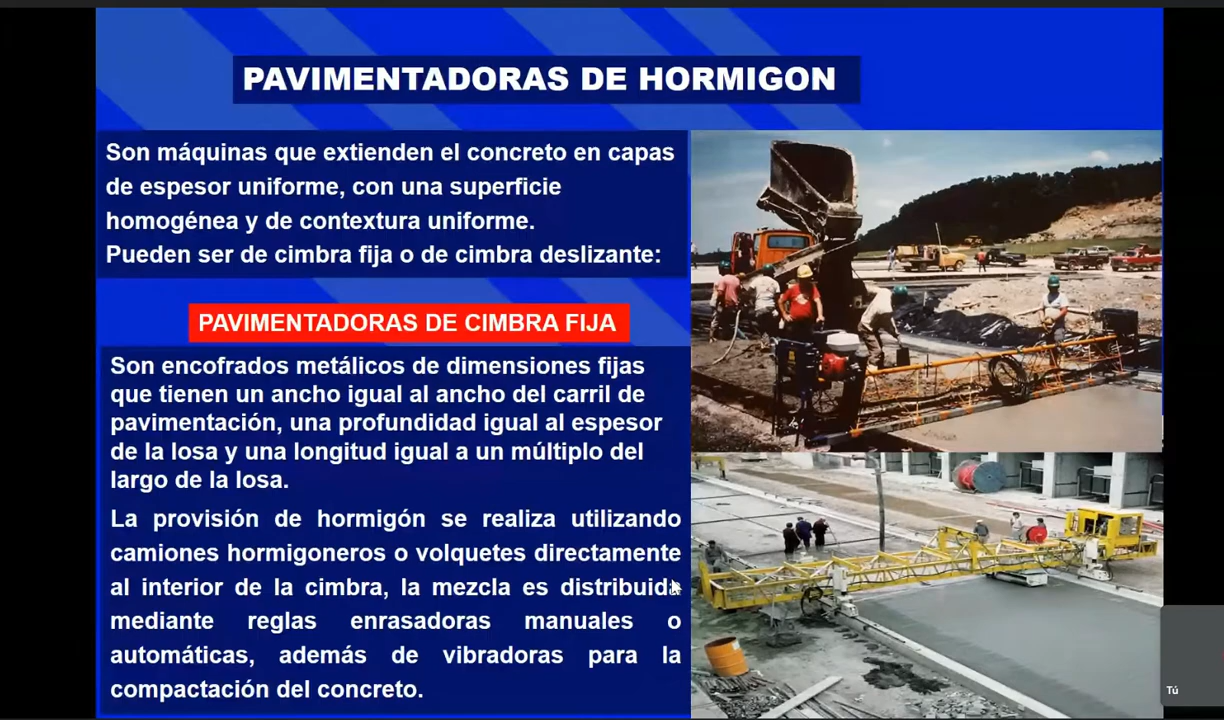 PAVIMENTADORAS DE HORMIGON
Son máquinas que extienden el concreto en capas
de espesor uniforme, con una superficie
homogénea y de contextura uniforme.
Pueden ser de cimbra fija o de cimbra deslizante:
PAVIMENTADORAS DE CIMBRA FIJA
Son encofrados metálicos de dimensiones fijas
que tienen un ancho igual al ancho del carril de
pavimentación, una profundidad igual al espesor
de la losa y una longitud igual a un múltiplo del
largo de la losa.
La provisión de hormigón se realiza utilizando
camiones hormigoneros o volquetes directamente
al interior de la cimbra, la mezcla es distribuida
mediante reglas enrasadoras manuales o
automáticas, además de vibradoras para la
compactación del concreto.
Tú